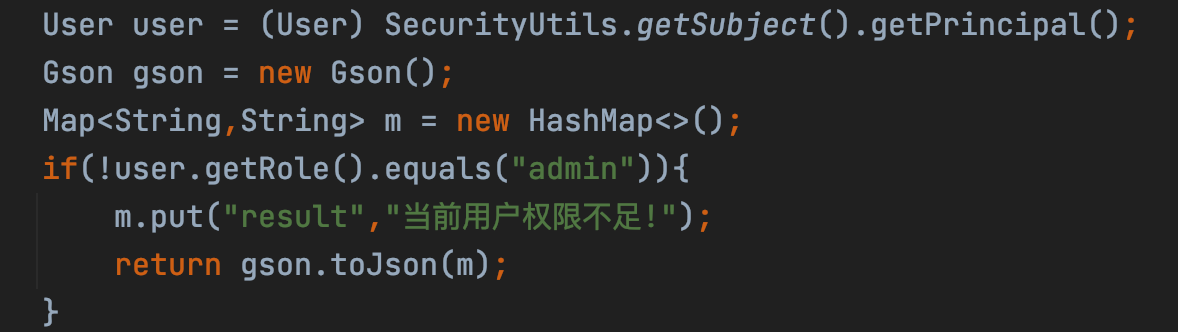 User user = (User) SecurityUtils.getSubject().getPrincipal();
Gson gson = new Gson();
Map<String,String> m = new HashMap<>();
if(!user.getRole().equals("admin")){
    m.put("result","当前用户权限不足!");
    return gson.toJson(m);
}